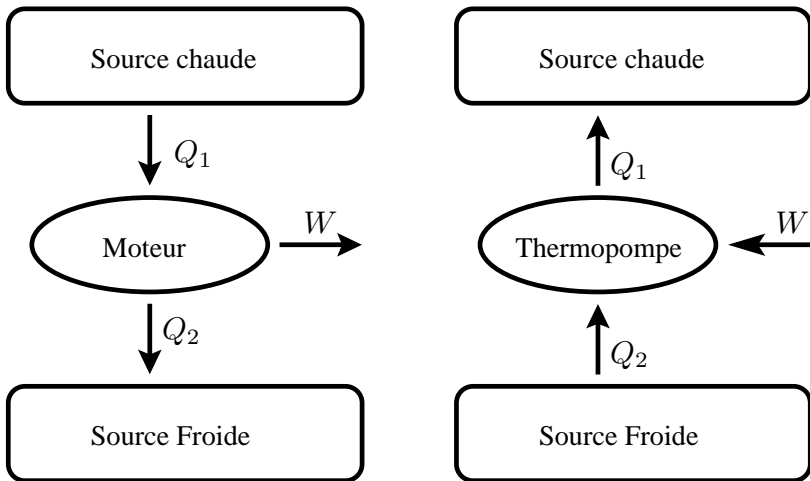 Source chaude
Q₁
Moteur
W
Q₂
Source Froide
Source chaude
Q₁
Thermopompe
W
Q₂
Source Froide